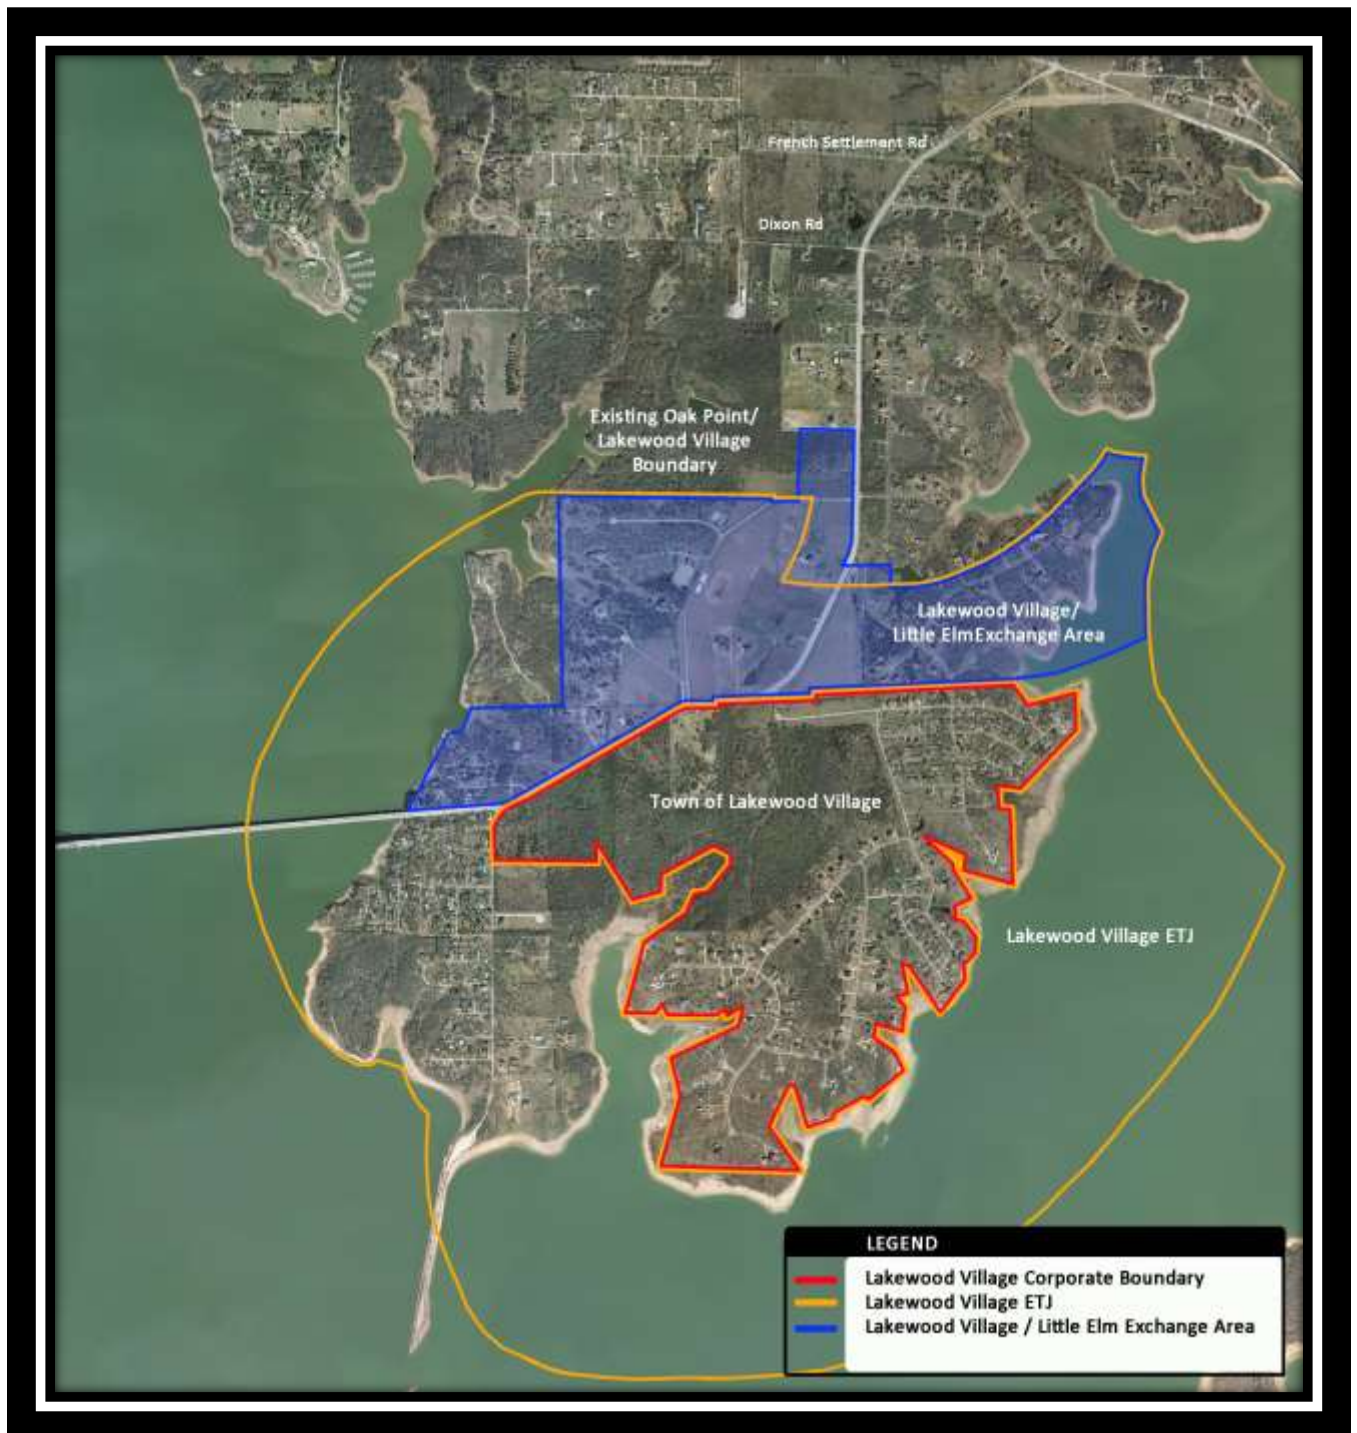 French Settlement Rd
Dixon Rd
Existing Oak Point/
Lakewood Village
Boundary
Lakewood Village/
Little ElmExchange Area
Town of Lakewood Village
Lakewood Village ETJ
LEGEND
Lakewood Village Corporate Boundary
Lakewood Village ETJ
Lakewood Village / Little Elm Exchange Area